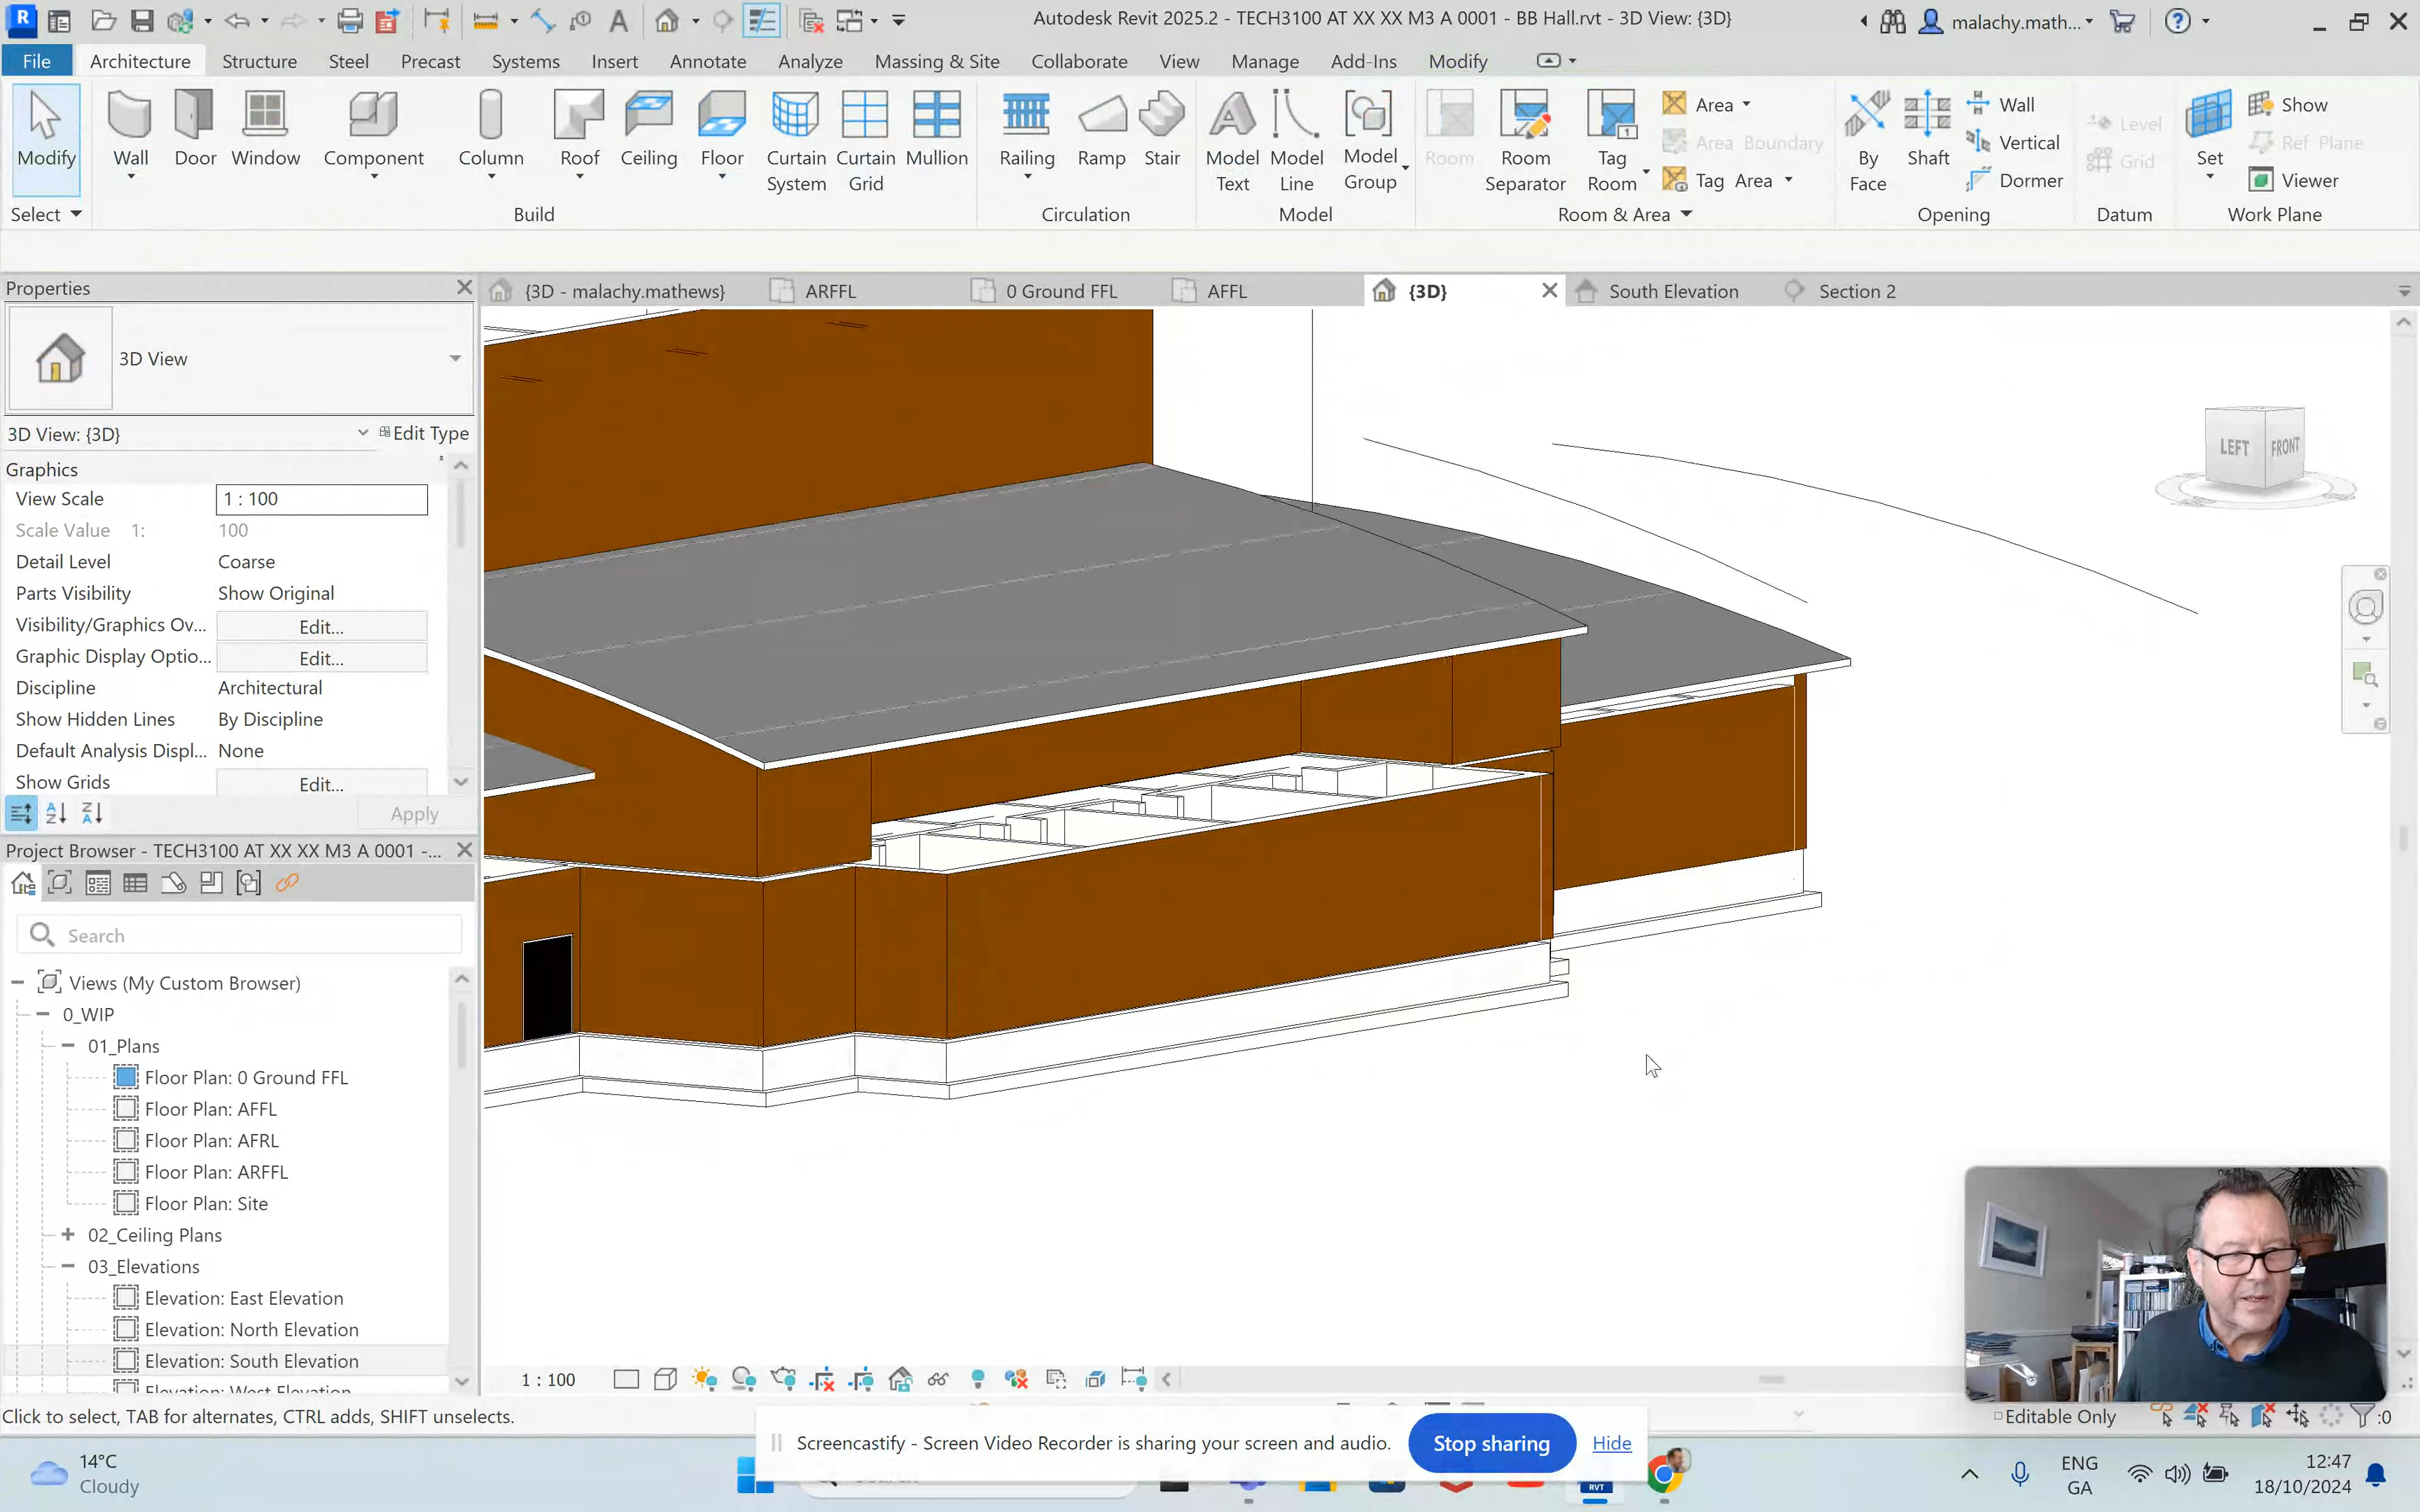 Autodesk Revit 2025.2 - TECH3100 AT XX XX M3 A 0001 - BB Hall.rvt - 3D View: {3D}
malachy.math...
File Architecture Structure Steel Precast Systems Insert Annotate Analyze Massing & Site Collaborate View Manage Add-Ins Modify
Modify
Wall
Door
Window
Component
Column
Roof
Ceiling
Floor
Curtain System
Curtain Grid
Mullion
Railing
Ramp
Stair
Model Text
Model Line
Model Group
Room
Room Separator
Tag Room
Area
Area Boundary
Tag Area
By Face
Shaft
Wall
Vertical
Dormer
Level
Grid
Set
Show
Ref Plane
Viewer
Select
Build
Circulation
Model
Room & Area
Opening
Datum
Work Plane
Properties
{3D - malachy.mathews} ARFFL 0 Ground FFL AFFL {3D} South Elevation Section 2
3D View
3D View: {3D} Edit Type
Graphics
View Scale 1 : 100
Scale Value 1: 100
Detail Level Coarse
Parts Visibility Show Original
Visibility/Graphics Ov... Edit...
Graphic Display Optio... Edit...
Discipline Architectural
Show Hidden Lines By Discipline
Default Analysis Displ... None
Show Grids Edit...
Apply
LEFT FRONT
Project Browser - TECH3100 AT XX XX M3 A 0001 -...
Search
Views (My Custom Browser)
0_WIP
01_Plans
Floor Plan: 0 Ground FFL
Floor Plan: AFFL
Floor Plan: AFRL
Floor Plan: ARFFL
Floor Plan: Site
02_Ceiling Plans
03_Elevations
Elevation: East Elevation
Elevation: North Elevation
Elevation: South Elevation
Elevation: West Elevation
1 : 100
Click to select, TAB for alternates, CTRL adds, SHIFT unselects.
Editable Only
:0
Screencastify - Screen Video Recorder is sharing your screen and audio. Stop sharing Hide
14°C
Cloudy
RVT
ENG
GA
12:47
18/10/2024